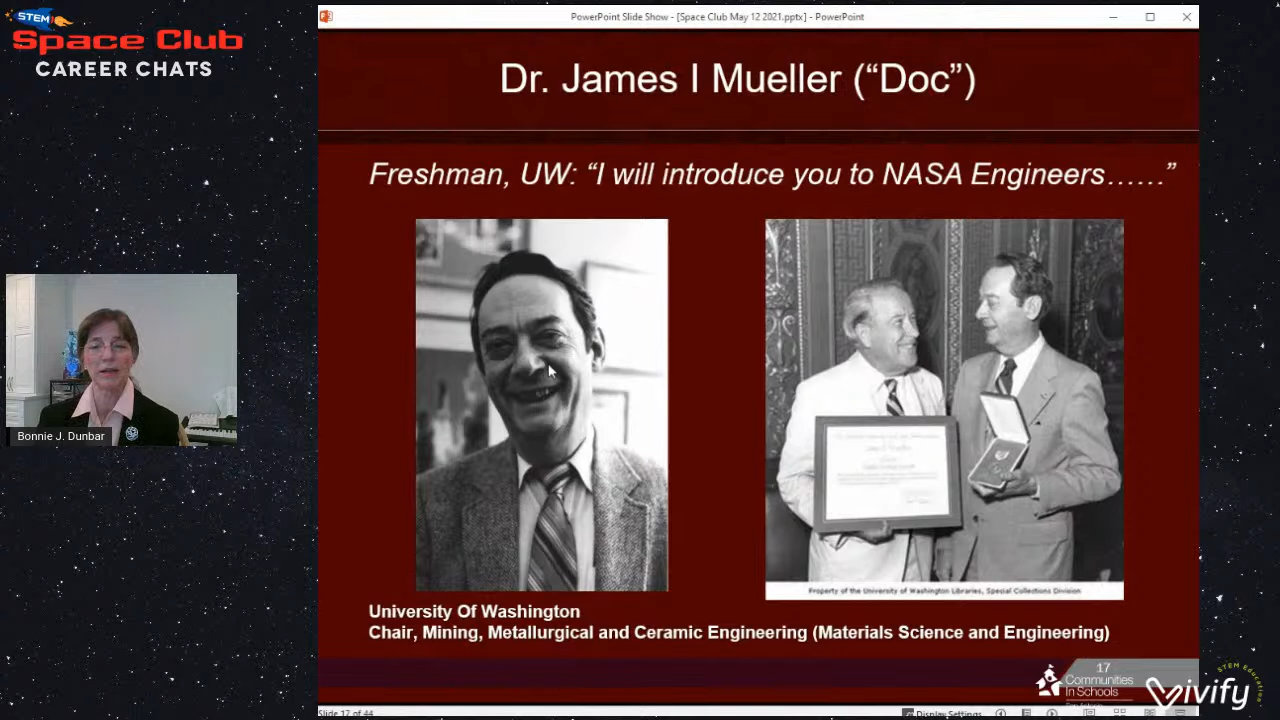 STEM
Space Club
CAREER CHATS
PowerPoint Slide Show - [Space Club May 12 2021.pptx] - PowerPoint
Dr. James I Mueller (“Doc”)
Freshman, UW: “I will introduce you to NASA Engineers……”
Bonnie J. Dunbar
Property of the University of Washington Libraries, Special Collections Division
University Of Washington
Chair, Mining, Metallurgical and Ceramic Engineering (Materials Science and Engineering)
17
Communities
In Schools
STEM Education
Vivify
Slide 17 of 44
Display Settings